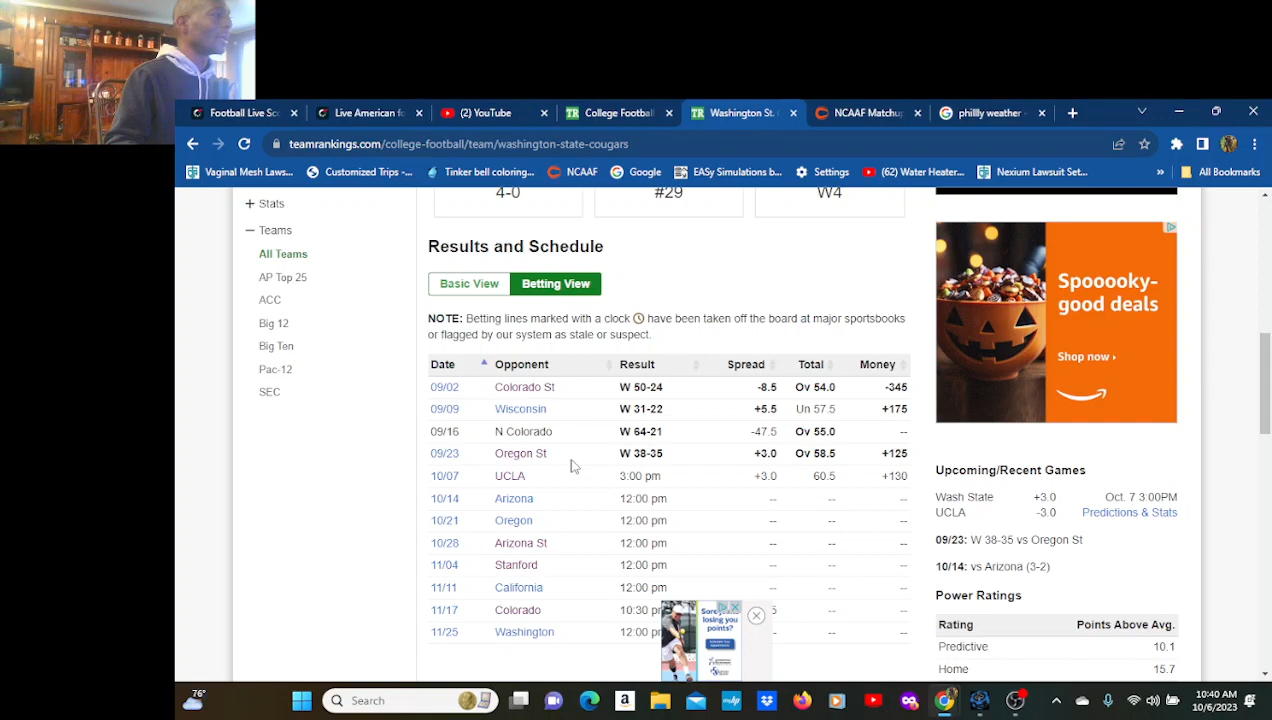 Football Live Sco
Live American fo
(2) YouTube
College Football
Washington St.
NCAAF Matchup
phillly weather -
teamrankings.com/college-football/team/washington-state-cougars
Vaginal Mesh Laws...
Customized Trips -...
Tinker bell coloring...
NCAAF
Google
EASy Simulations b...
Settings
(62) Water Heater...
Nexium Lawsuit Set...
»
All Bookmarks
4-0
#29
W4
Stats
Teams
All Teams
AP Top 25
ACC
Big 12
Big Ten
Pac-12
SEC
Results and Schedule
Basic View
Betting View
NOTE: Betting lines marked with a clock have been taken off the board at major sportsbooks
or flagged by our system as stale or suspect.
Date Opponent Result Spread Total Money
09/02 Colorado St W 50-24 -8.5 Ov 54.0 -345
09/09 Wisconsin W 31-22 +5.5 Un 57.5 +175
09/16 N Colorado W 64-21 -47.5 Ov 55.0 --
09/23 Oregon St W 38-35 +3.0 Ov 58.5 +125
10/07 UCLA 3:00 pm +3.0 60.5 +130
10/14 Arizona 12:00 pm -- -- --
10/21 Oregon 12:00 pm -- -- --
10/28 Arizona St 12:00 pm -- -- --
11/04 Stanford 12:00 pm -- -- --
11/11 California 12:00 pm -- -- --
11/17 Colorado 10:30 pm -- --
11/25 Washington 12:00 -- -- --
Sore
losing you
points?
Spooooky-
good deals
Shop now ›
Upcoming/Recent Games
Wash State +3.0 Oct. 7 3:00PM
UCLA -3.0 Predictions & Stats
09/23: W 38-35 vs Oregon St
10/14: vs Arizona (3-2)
Power Ratings
Rating Points Above Avg.
Predictive 10.1
Home 15.7
Search
10:40 AM
10/6/2023